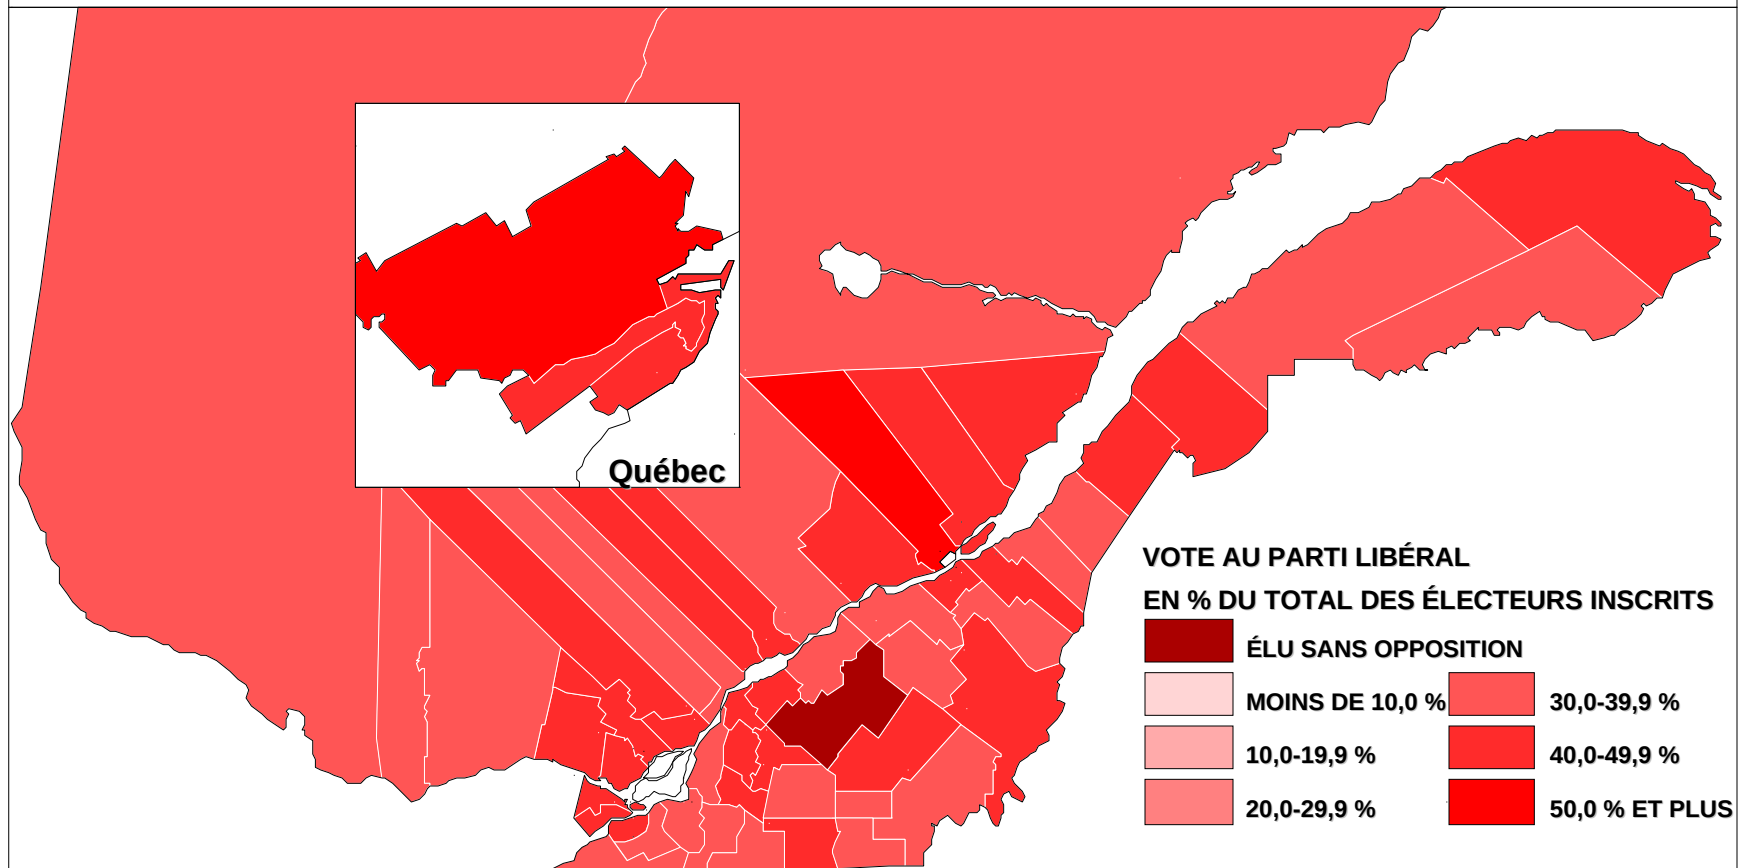 Québec
VOTE AU PARTI LIBÉRAL
EN % DU TOTAL DES ÉLECTEURS INSCRITS
ÉLU SANS OPPOSITION
MOINS DE 10,0 %
30,0-39,9 %
10,0-19,9 %
40,0-49,9 %
20,0-29,9 %
50,0 % ET PLUS